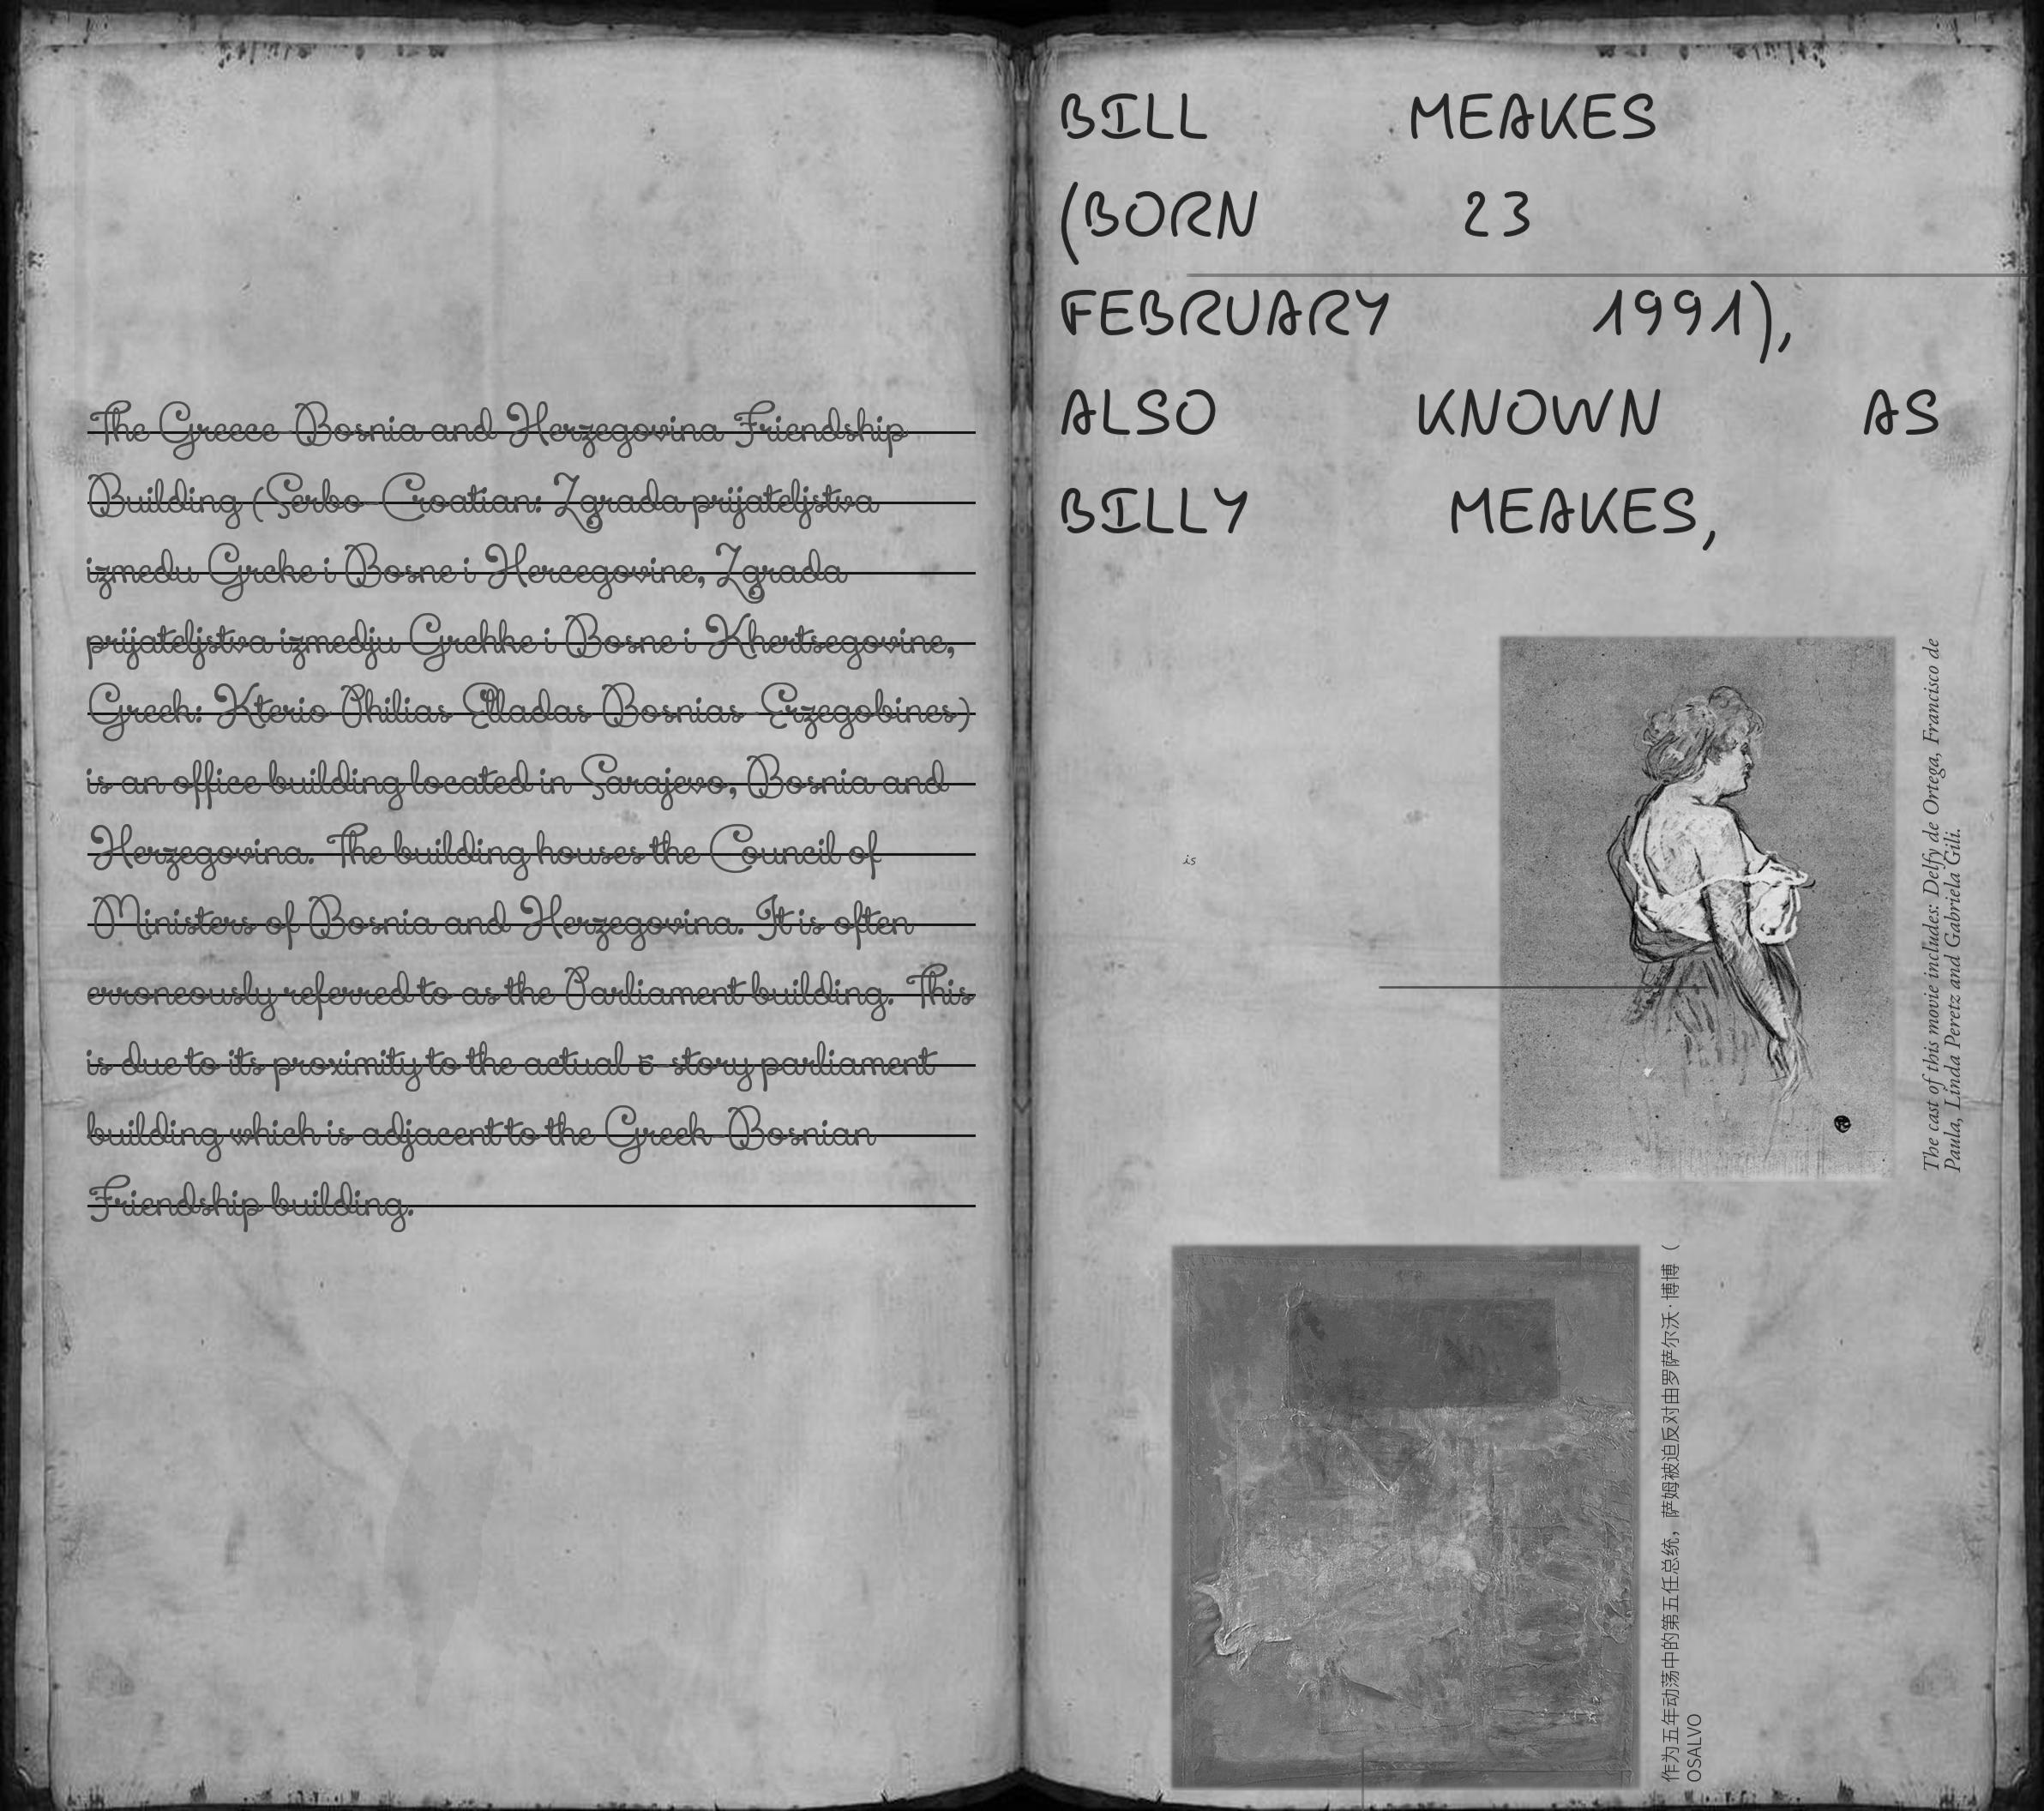 The Greece-Bosnia and Herzegovina Friendship
Building (Serbo-Croatian: Zgrada prijateljstva
izmedu Grcke i Bosne i Hercegovine, Zgrada
prijateljstva izmedju Grchke i Bosne i Khertsegovine,
Greek: Kterio Philias Elladas Bosnias-Erzegobines)
is an office building located in Sarajevo, Bosnia and
Herzegovina. The building houses the Council of
Ministers of Bosnia and Herzegovina. It is often
erroneously referred to as the Parliament building. This
is due to its proximity to the actual 5-story parliament
building which is adjacent to the Greek-Bosnian
Friendship building.
BILL MEAKES
(BORN 23
FEBRUARY 1991),
ALSO KNOWN AS
BILLY MEAKES,
is
The cast of this movie includes: Delfy de Ortega, Francisco de
Paula, Linda Peretz and Gabriela Gili.
作为五年动荡中的第五任总统，萨姆被迫反对由罗萨尔沃·博博（
OSALVO